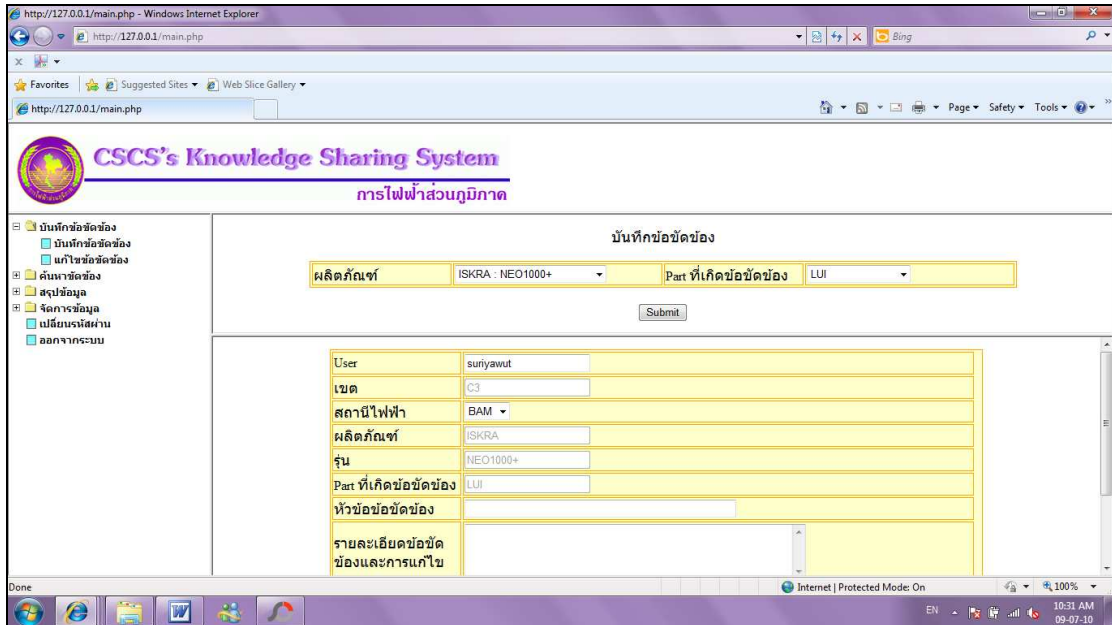 http://127.0.0.1/main.php - Windows Internet Explorer
http://127.0.0.1/main.php
Bing
Favorites Suggested Sites Web Slice Gallery
http://127.0.0.1/main.php
Page Safety Tools
CSCS's Knowledge Sharing System
การไฟฟ้าส่วนภูมิภาค
บันทึกข้อขัดข้อง
บันทึกข้อขัดข้อง
แก้ไขข้อขัดข้อง
ค้นหาขัดข้อง
สรุปข้อมูล
จัดการข้อมูล
เปลี่ยนรหัสผ่าน
ออกจากระบบ
บันทึกข้อขัดข้อง
ผลิตภัณฑ์ ISKRA : NEO1000+ Part ที่เกิดข้อขัดข้อง LUI
Submit
User suriyawut
เขต C3
สถานีไฟฟ้า BAM
ผลิตภัณฑ์ ISKRA
รุ่น NEO1000+
Part ที่เกิดข้อขัดข้อง LUI
หัวข้อข้อขัดข้อง
รายละเอียดข้อขัด
ข้องและการแก้ไข
Done Internet | Protected Mode: On 100%
EN 10:31 AM
09-07-10